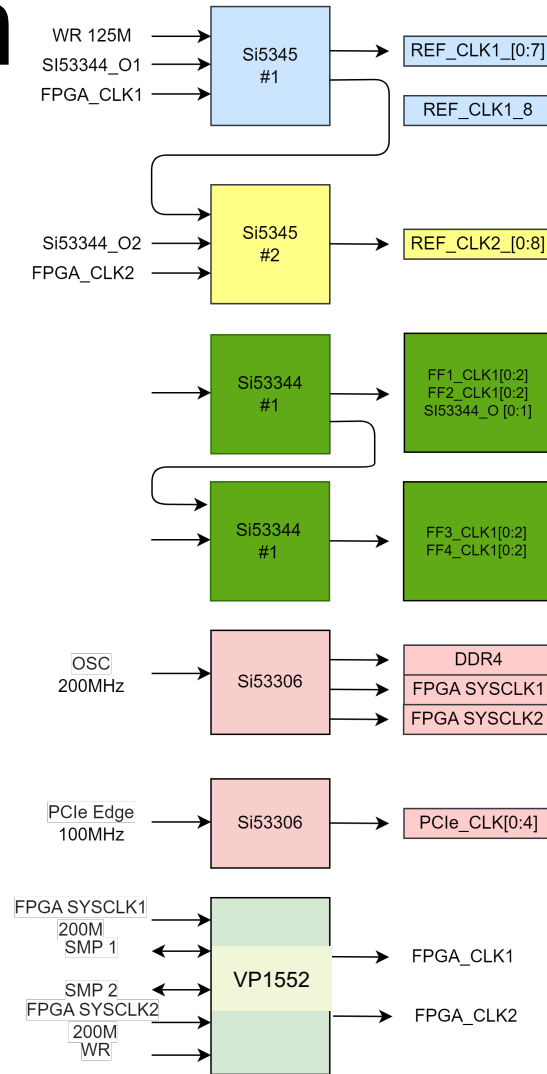 WR 125M
SI53344_O1
FPGA_CLK1
Si5345
#1
REF_CLK1_[0:7]
REF_CLK1_8
Si53344_O2
FPGA_CLK2
Si5345
#2
REF_CLK2_[0:8]
Si53344
#1
FF1_CLK1[0:2]
FF2_CLK1[0:2]
SI53344_O [0:1]
Si53344
#1
FF3_CLK1[0:2]
FF4_CLK1[0:2]
OSC
200MHz
Si53306
DDR4
FPGA SYSCLK1
FPGA SYSCLK2
PCIe Edge
100MHz
Si53306
PCIe_CLK[0:4]
FPGA SYSCLK1
200M
SMP 1
SMP 2
FPGA SYSCLK2
200M
WR
VP1552
FPGA_CLK1
FPGA_CLK2